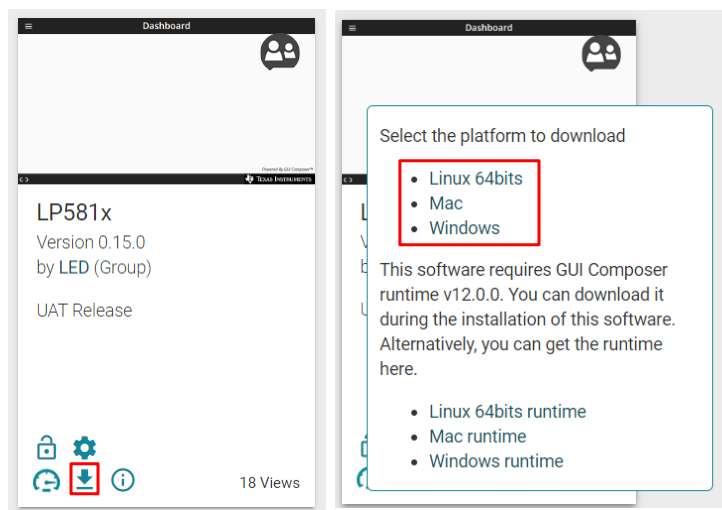 Dashboard
Powered By GUI Composer™
TEXAS INSTRUMENTS
LP581x
Version 0.15.0
by LED (Group)
UAT Release
18 Views
Dashboard
Select the platform to download
Linux 64bits
Mac
Windows
This software requires GUI Composer
runtime v12.0.0. You can download it
during the installation of this software.
Alternatively, you can get the runtime
here.
Linux 64bits runtime
Mac runtime
Windows runtime